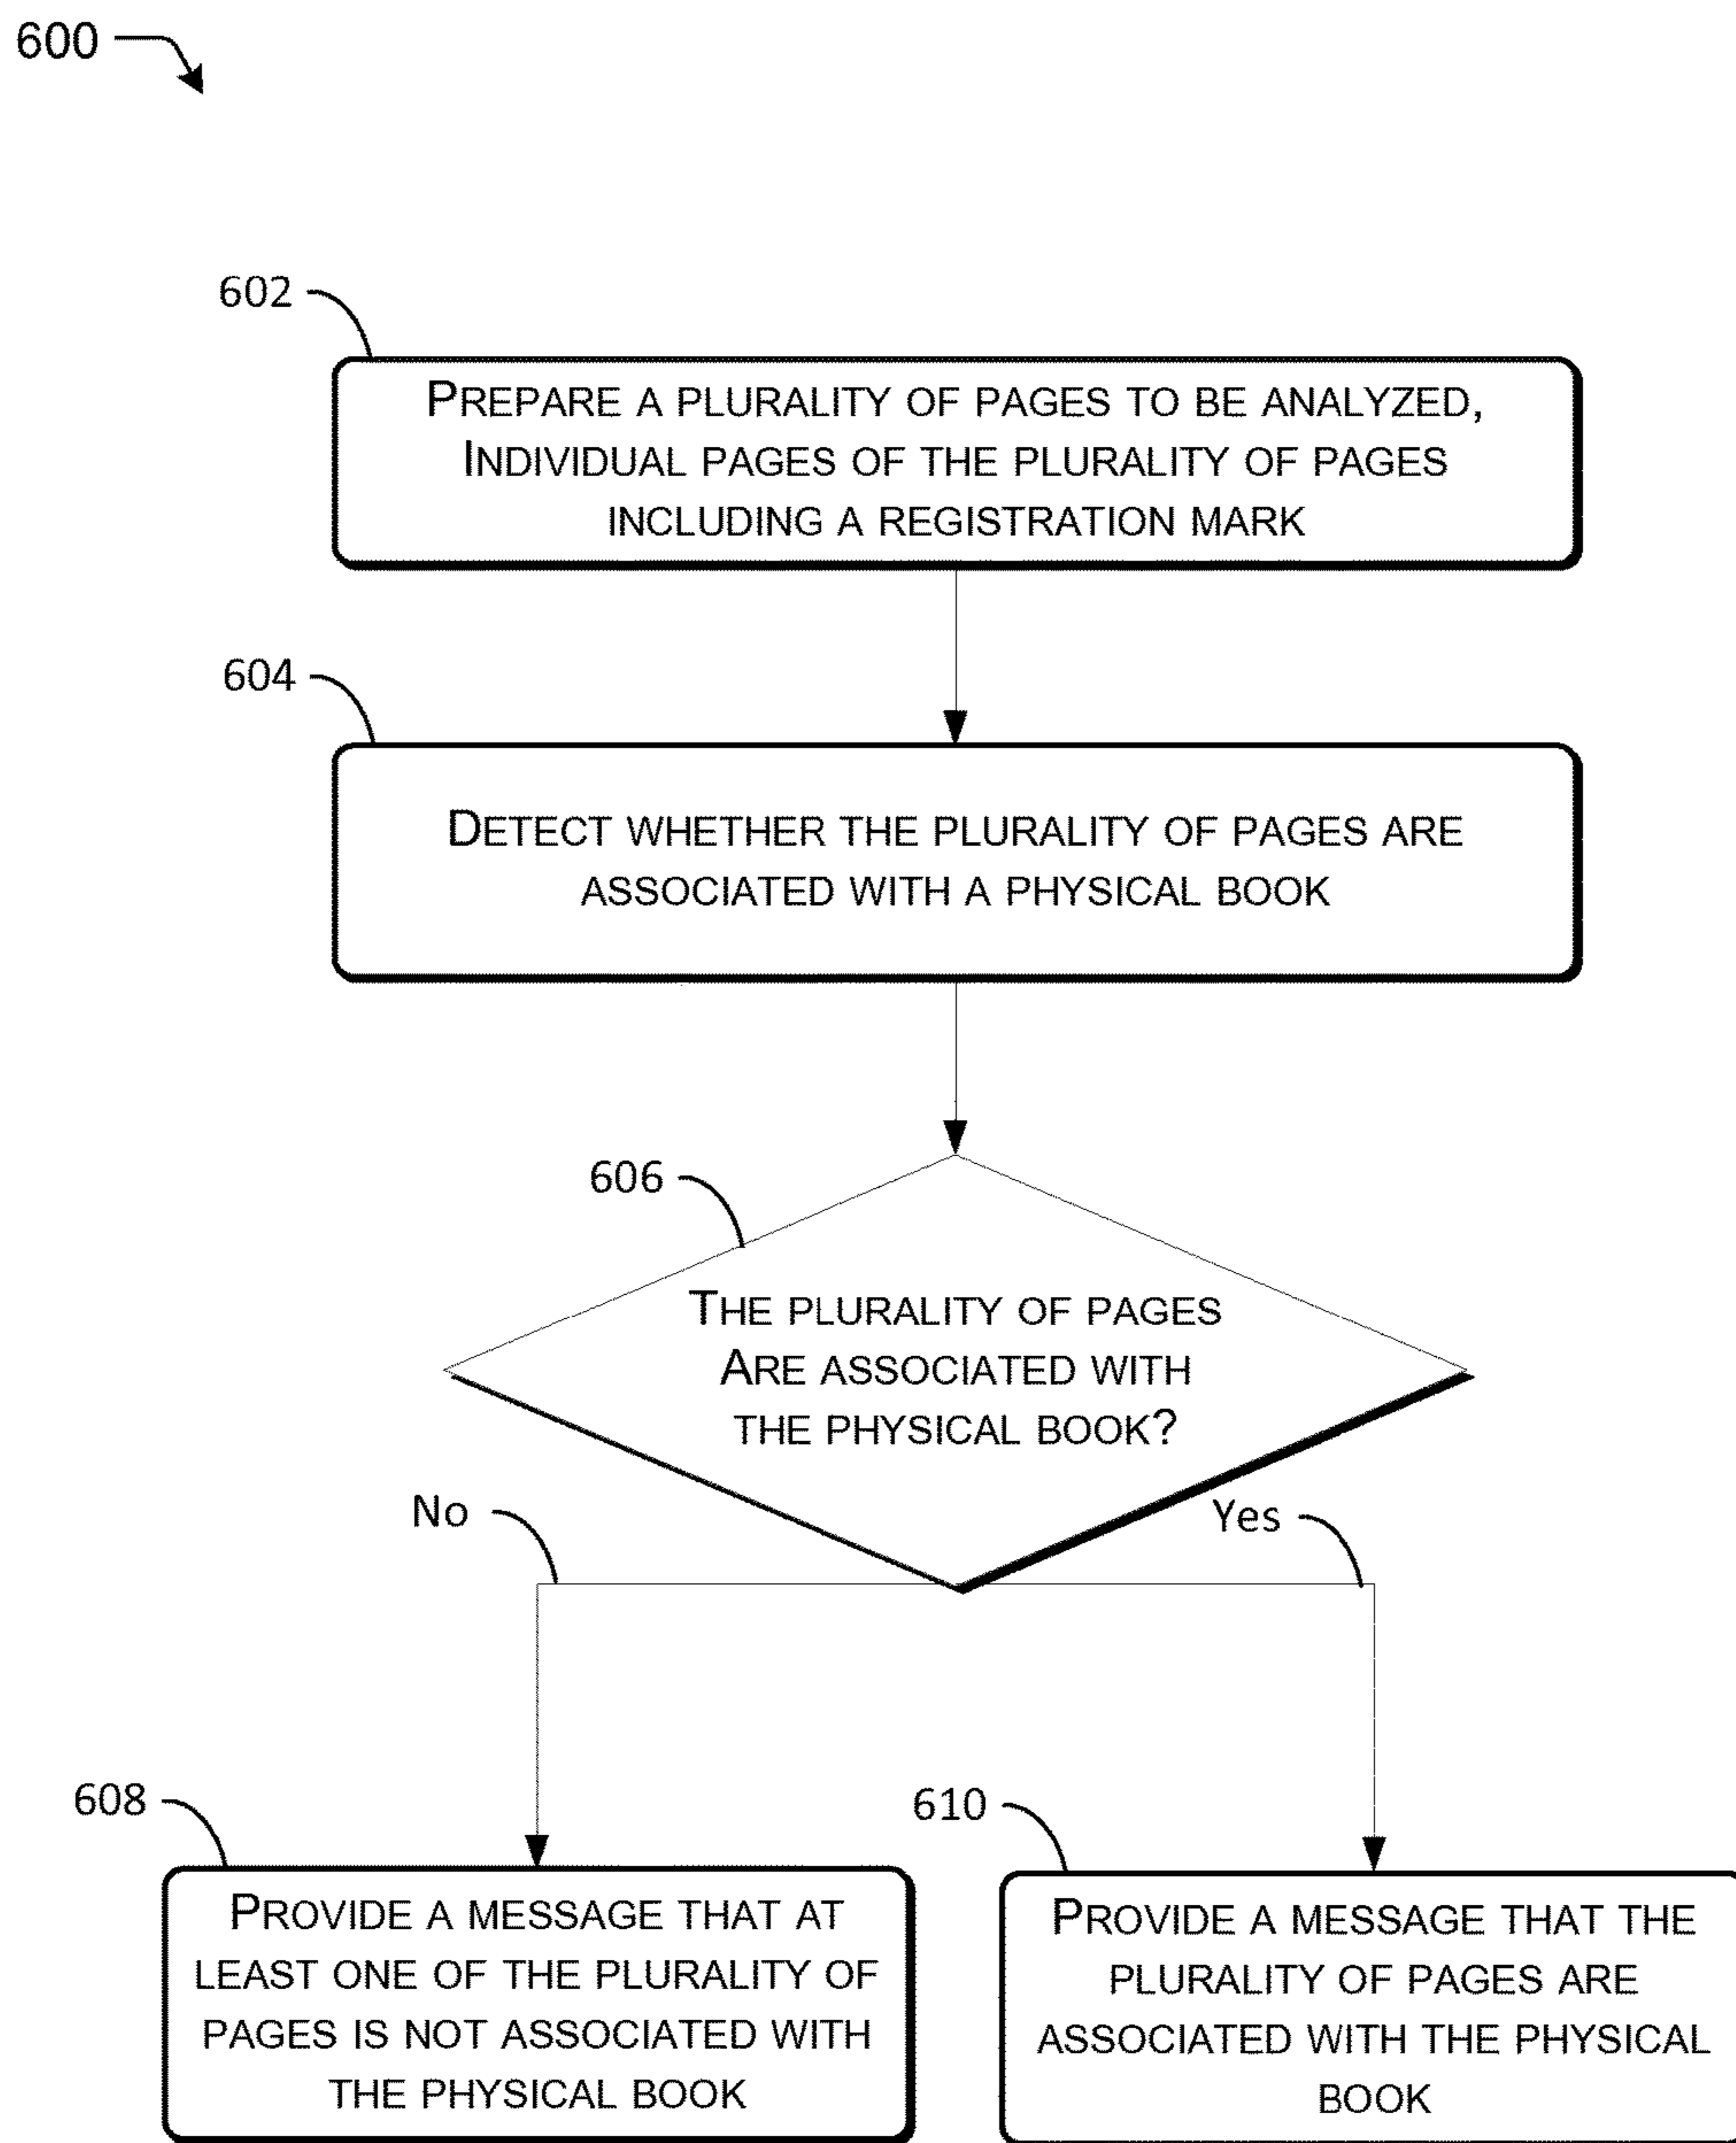 600
602
PREPARE A PLURALITY OF PAGES TO BE ANALYZED,
INDIVIDUAL PAGES OF THE PLURALITY OF PAGES
INCLUDING A REGISTRATION MARK
604
DETECT WHETHER THE PLURALITY OF PAGES ARE
ASSOCIATED WITH A PHYSICAL BOOK
606
THE PLURALITY OF PAGES
ARE ASSOCIATED WITH
THE PHYSICAL BOOK?
No
Yes
608
PROVIDE A MESSAGE THAT AT
LEAST ONE OF THE PLURALITY OF
PAGES IS NOT ASSOCIATED WITH
THE PHYSICAL BOOK
610
PROVIDE A MESSAGE THAT THE
PLURALITY OF PAGES ARE
ASSOCIATED WITH THE PHYSICAL
BOOK